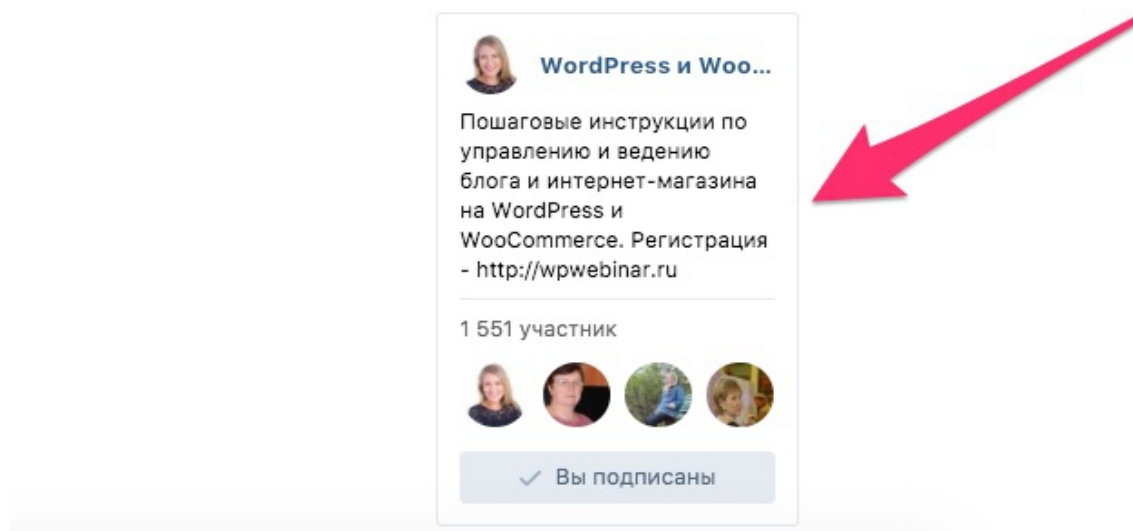 WordPress и Woo...
Пошаговые инструкции по
управлению и ведению
блога и интернет-магазина
на WordPress и
WooCommerce. Регистрация
- http://wpwebinar.ru
1 551 участник
Вы подписаны